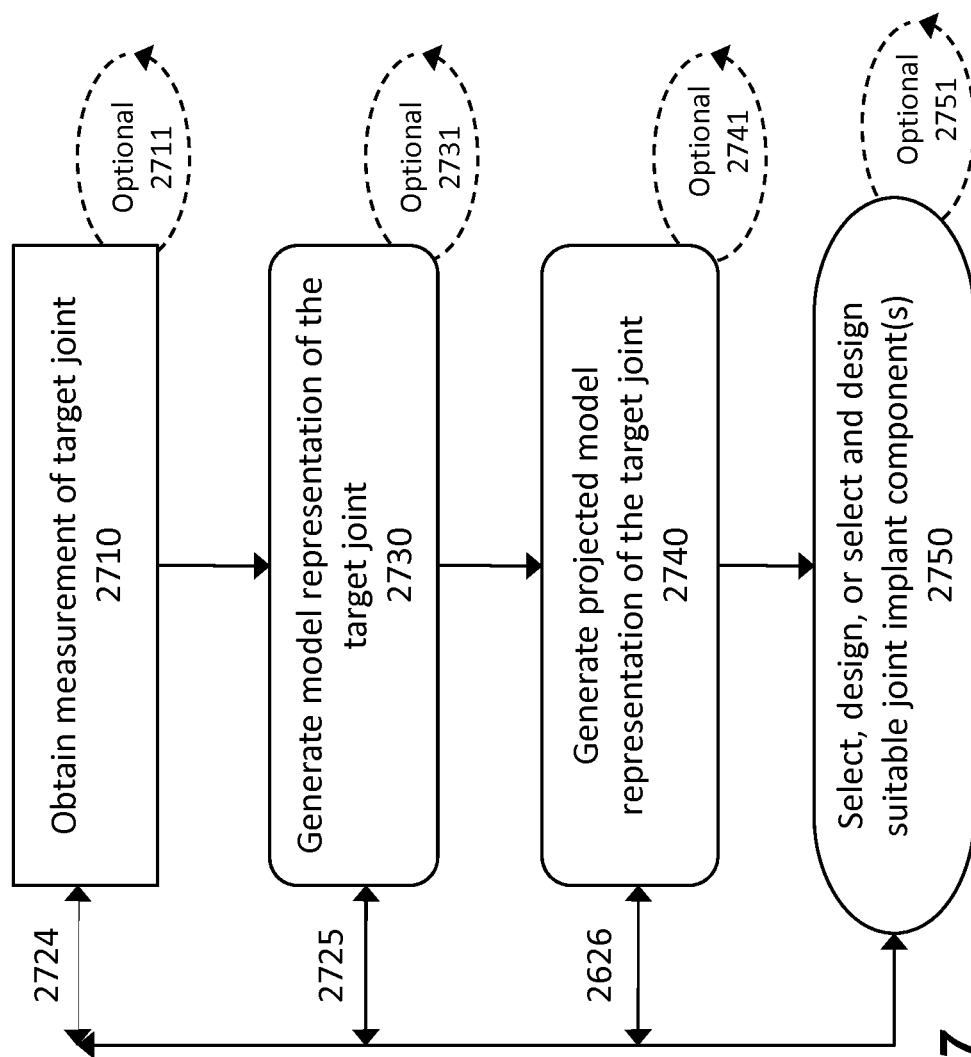 Obtain measurement of target joint
2710
Optional
2711
2724
Generate model representation of the
target joint
2730
Optional
2731
2725
Generate projected model
representation of the target joint
2740
Optional
2741
2626
Select, design, or select and design
suitable joint implant component(s)
2750
Optional
2751
7